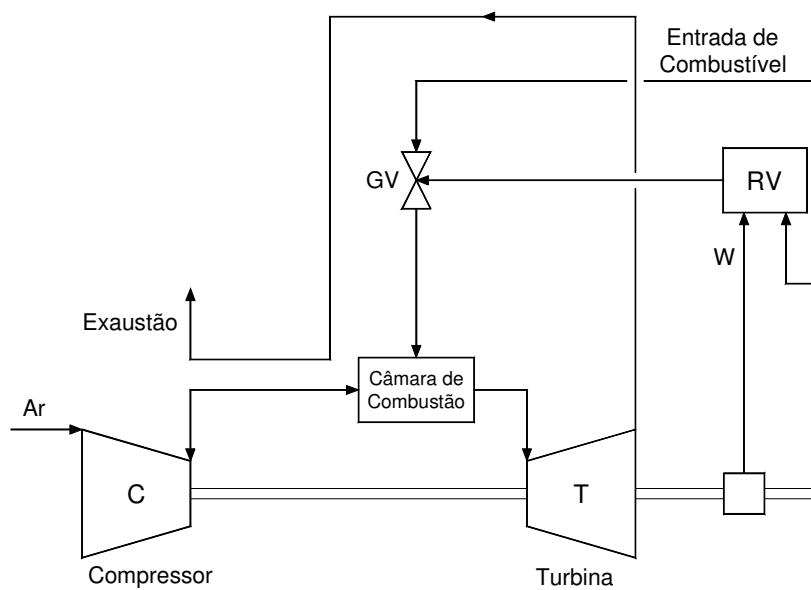 Entrada de
Combustível
GV
RV
W
Exaustão
Câmara de
Combustão
Ar
C
T
Compressor
Turbina